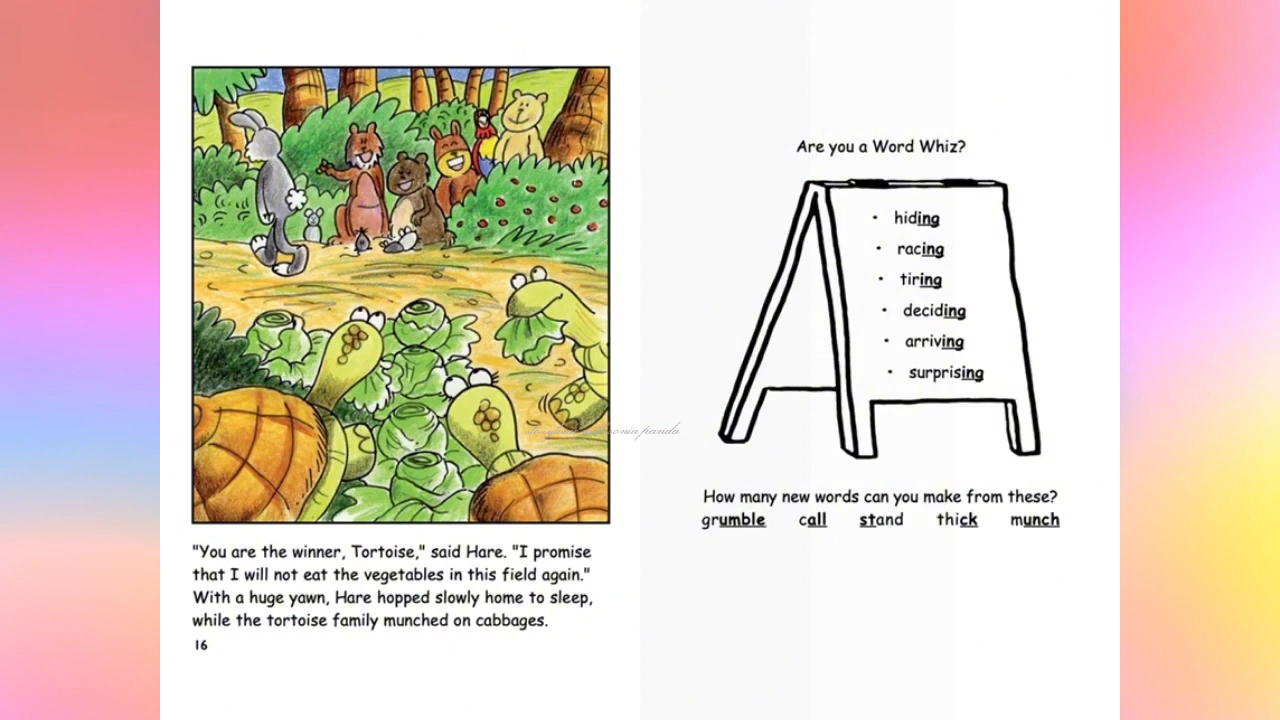 "You are the winner, Tortoise," said Hare. "I promise
that I will not eat the vegetables in this field again."
With a huge yawn, Hare hopped slowly home to sleep,
while the tortoise family munched on cabbages.
16
Are you a Word Whiz?
• hiding
• racing
• tiring
• deciding
• arriving
• surprising
How many new words can you make from these?
grumble call stand thick munch
panda